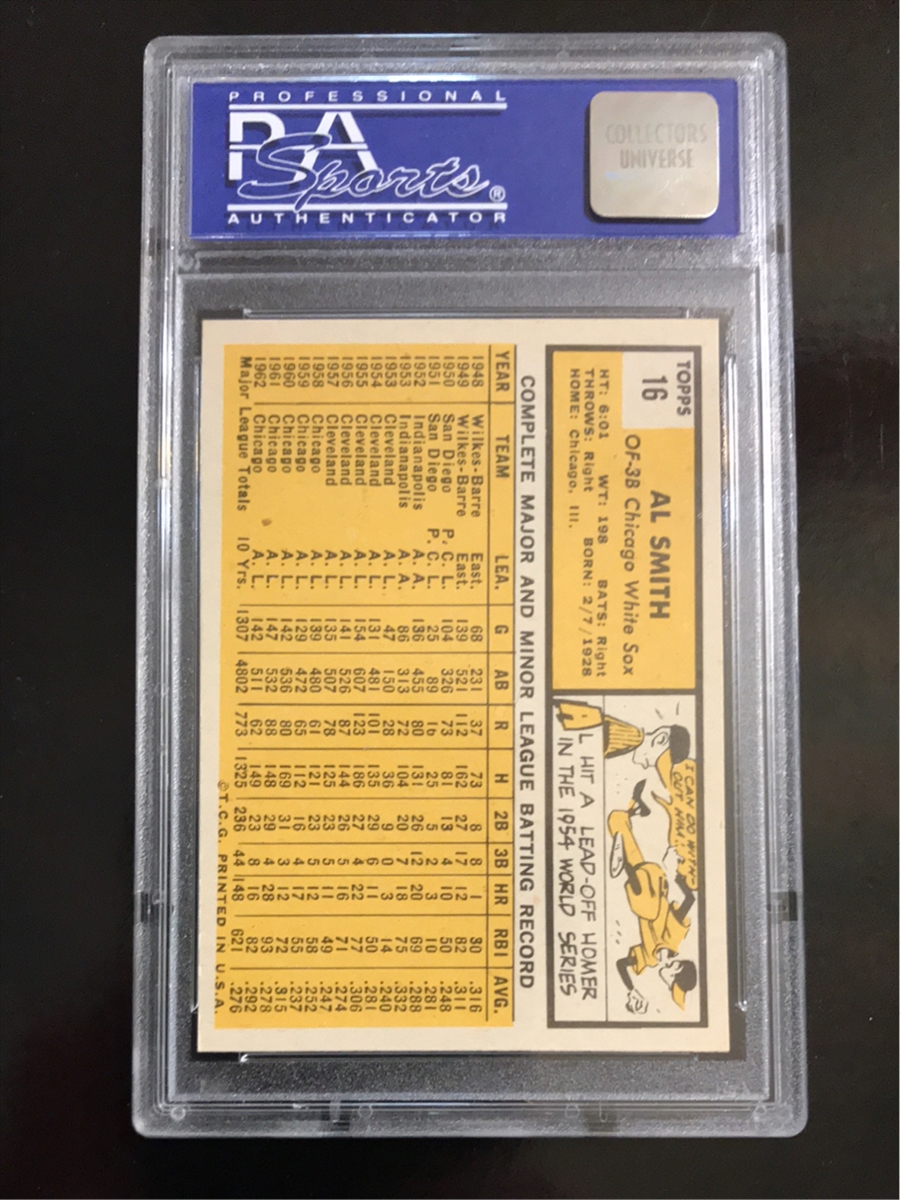 PROFESSIONAL
PSA
Sports®
AUTHENTICATOR
COLLECTORS
UNIVERSE
TOPPS
16
AL SMITH
OF-3B Chicago White Sox
HT: 6:01 WT: 198 BATS: Right
THROWS: Right BORN: 2/7/1928
HOME: Chicago, Ill.
I CAN DO WITH-
OUT HIM!!
AL HIT A LEAD-OFF HOMER
IN THE 1954 WORLD SERIES
COMPLETE MAJOR AND MINOR LEAGUE BATTING RECORD
YEAR TEAM LEA. G AB R H 2B 3B HR RBI AVG.
1948 Wilkes-Barre East. 68 231 37 73 8 8 1 30 .316
1949 Wilkes-Barre East. 139 521 112 162 27 17 12 82 .311
1950 San Diego P. C. L. 104 326 73 81 13 4 10 50 .248
1951 San Diego P. C. L. 25 89 16 25 5 2 3 10 .281
1952 Indianapolis A. A. 136 455 80 131 26 12 20 69 .288
1953 Indianapolis A. A. 86 313 72 104 20 7 18 75 .332
1953 Cleveland A. L. 47 150 28 36 9 0 3 14 .240
1954 Cleveland A. L. 131 481 101 135 29 6 11 50 .281
1955 Cleveland A. L. 154 607 123 186 27 4 22 77 .306
1956 Cleveland A. L. 141 526 87 144 26 5 16 71 .274
1957 Cleveland A. L. 135 507 78 125 23 5 11 49 .247
1958 Chicago A. L. 139 480 61 121 23 5 12 58 .252
1959 Chicago A. L. 129 472 65 112 16 4 17 55 .237
1960 Chicago A. L. 142 536 80 169 31 3 12 72 .315
1961 Chicago A. L. 147 532 88 148 29 4 28 93 .278
1962 Chicago A. L. 142 511 62 149 23 8 16 82 .292
Major League Totals 10 Yrs. 1307 4802 773 1325 236 44 148 621 .276
©T.C.G. PRINTED IN U.S.A.